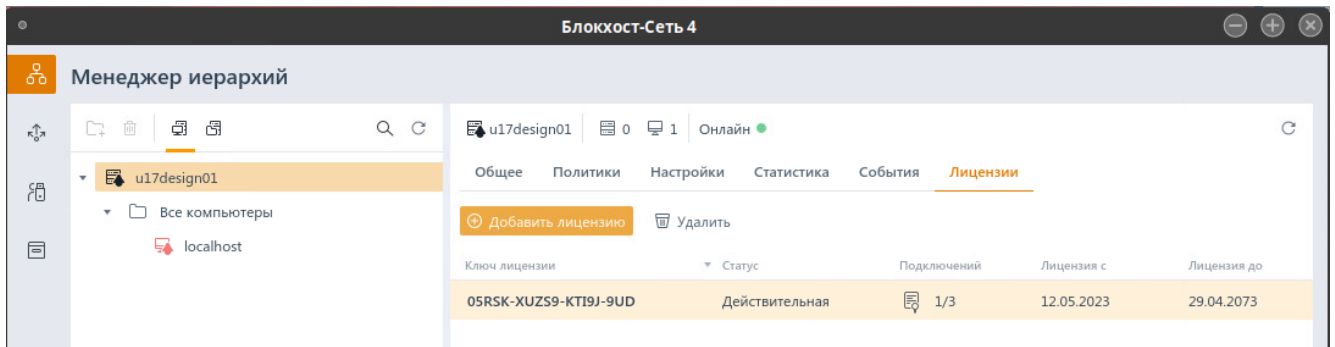 Блокхост-Сеть 4
Менеджер иерархий
u17design01 0 1 Онлайн
u17design01
Все компьютеры
localhost
Общее Политики Настройки Статистика События Лицензии
Добавить лицензию Удалить
Ключ лицензии Статус Подключений Лицензия с Лицензия до
05RSK-XUZS9-KTI9J-9UD Действительная 1/3 12.05.2023 29.04.2073